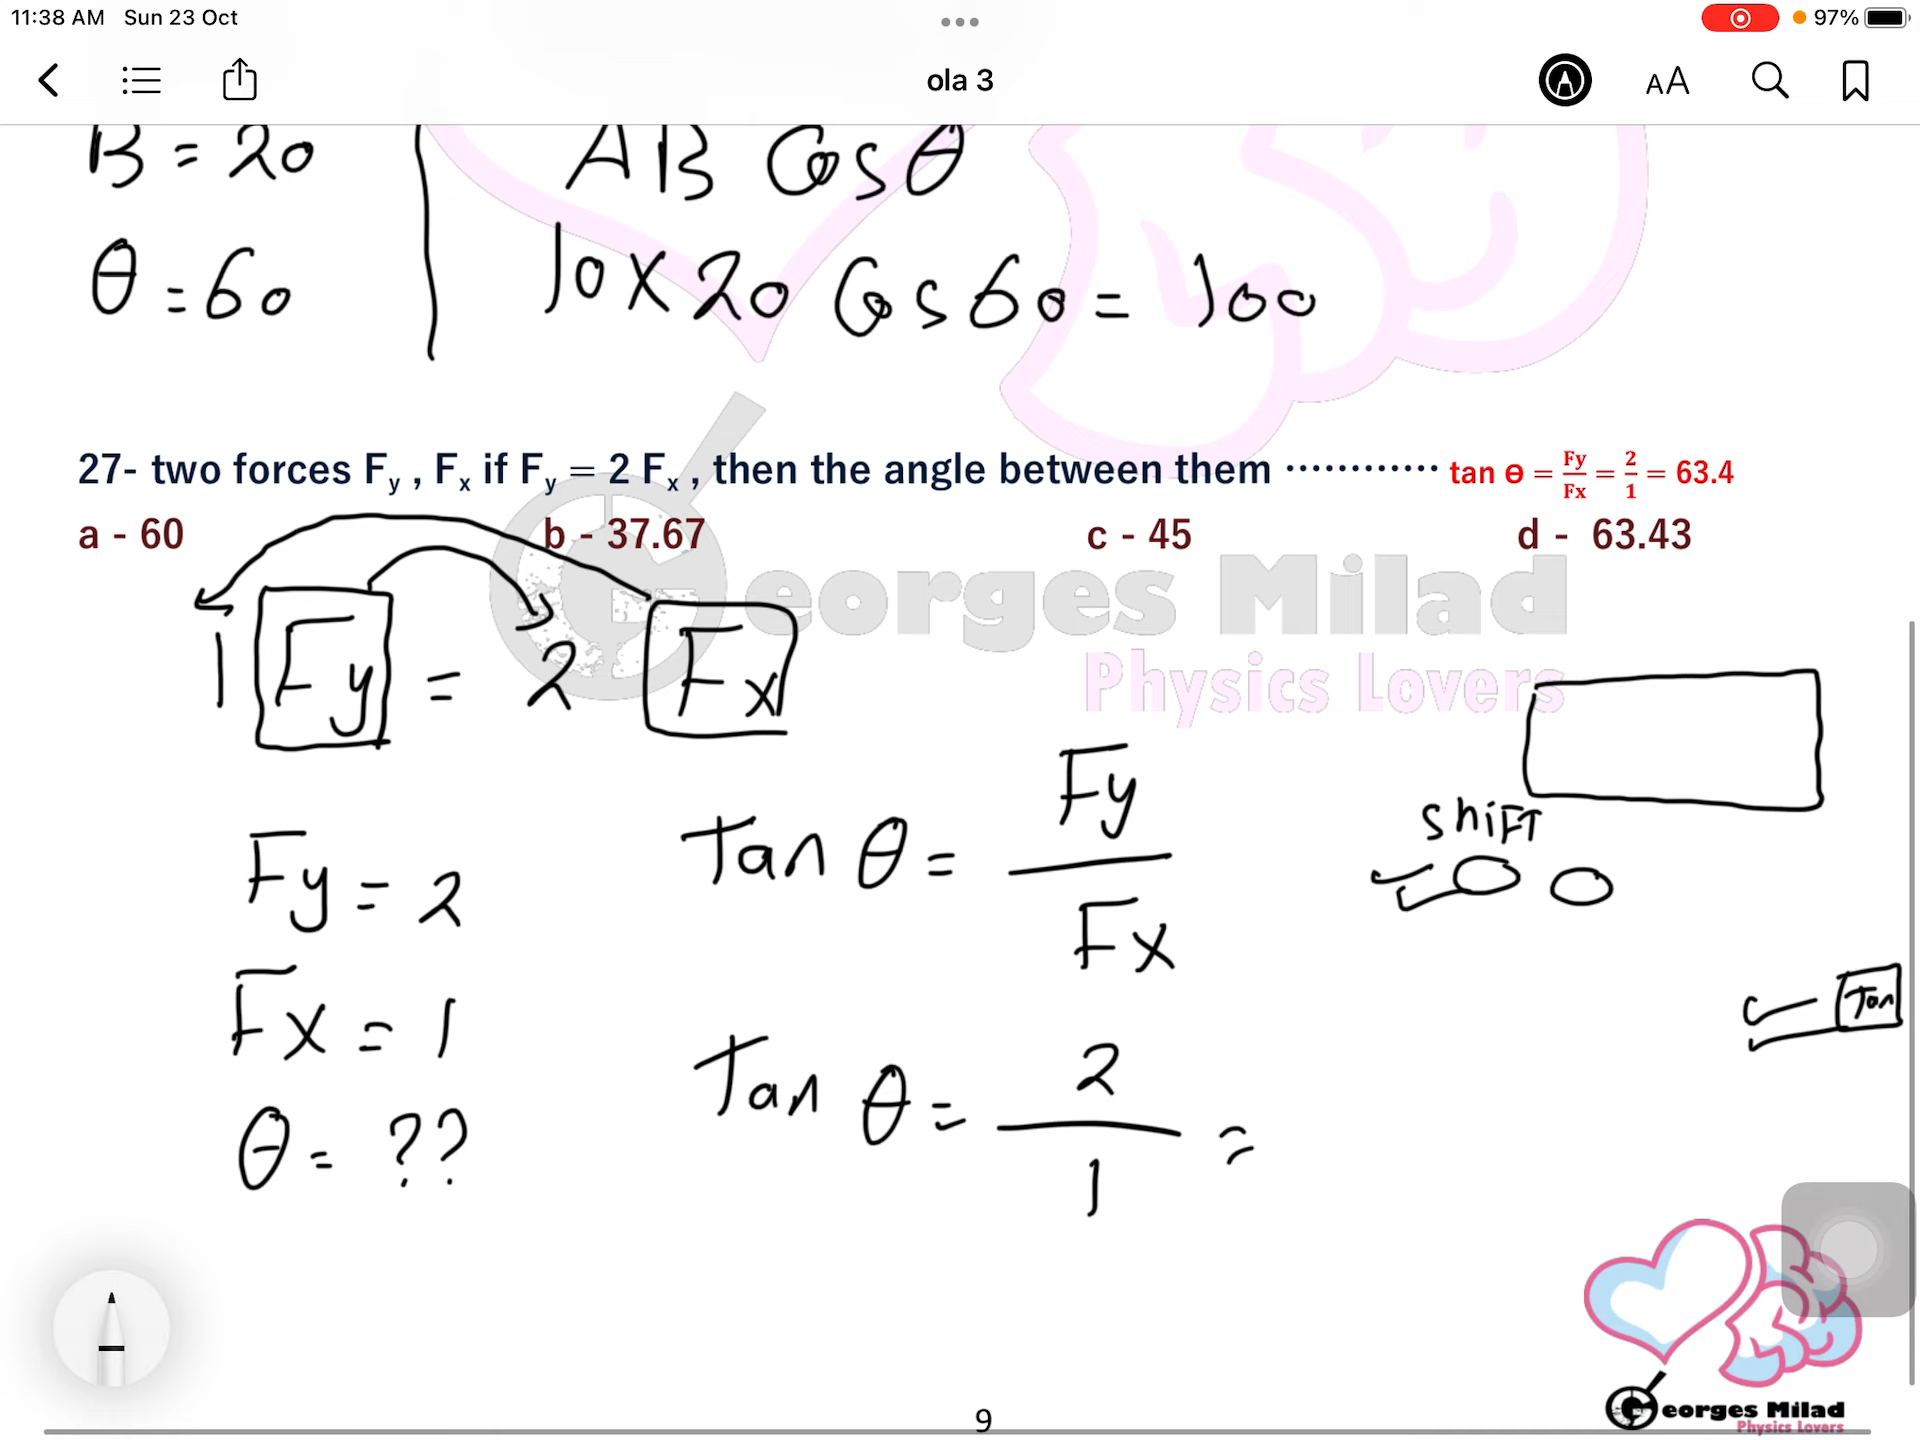 11:38 AM Sun 23 Oct
97%
ola 3
AA
B = 20
AB Cos θ
θ = 60
10 X 20 Cos 60 = 100
27- two forces Fy , Fx if Fy = 2 Fx , then the angle between them ............ tan ɵ = Fy/Fx = 2/1 = 63.4
a - 60
b - 37.67
c - 45
d - 63.43
Georges Milad
Physics Lovers
1 Fy = 2 Fx
Fy = 2
Tan θ = Fy/Fx
SHiFT
Fx = 1
Tan
θ = ??
Tan θ = 2/1 =
Georges Milad
Physics Lovers
9